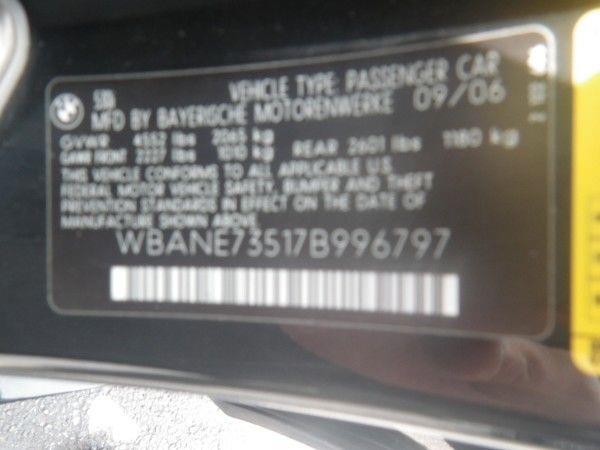 VEHICLE TYPE: PASSENGER CAR
MFD BY BAYERISCHE MOTORENWERKE 09/06
GVWR 4552 lbs 2065 kg
GAWR FRONT 2227 lbs 1010 kg REAR 2601 lbs 1180 kg
THIS VEHICLE CONFORMS TO ALL APPLICABLE U.S.
FEDERAL MOTOR VEHICLE SAFETY, BUMPER AND THEFT
PREVENTION STANDARDS IN EFFECT ON THE DATE OF
MANUFACTURE SHOWN ABOVE.
WBANE73517B996797